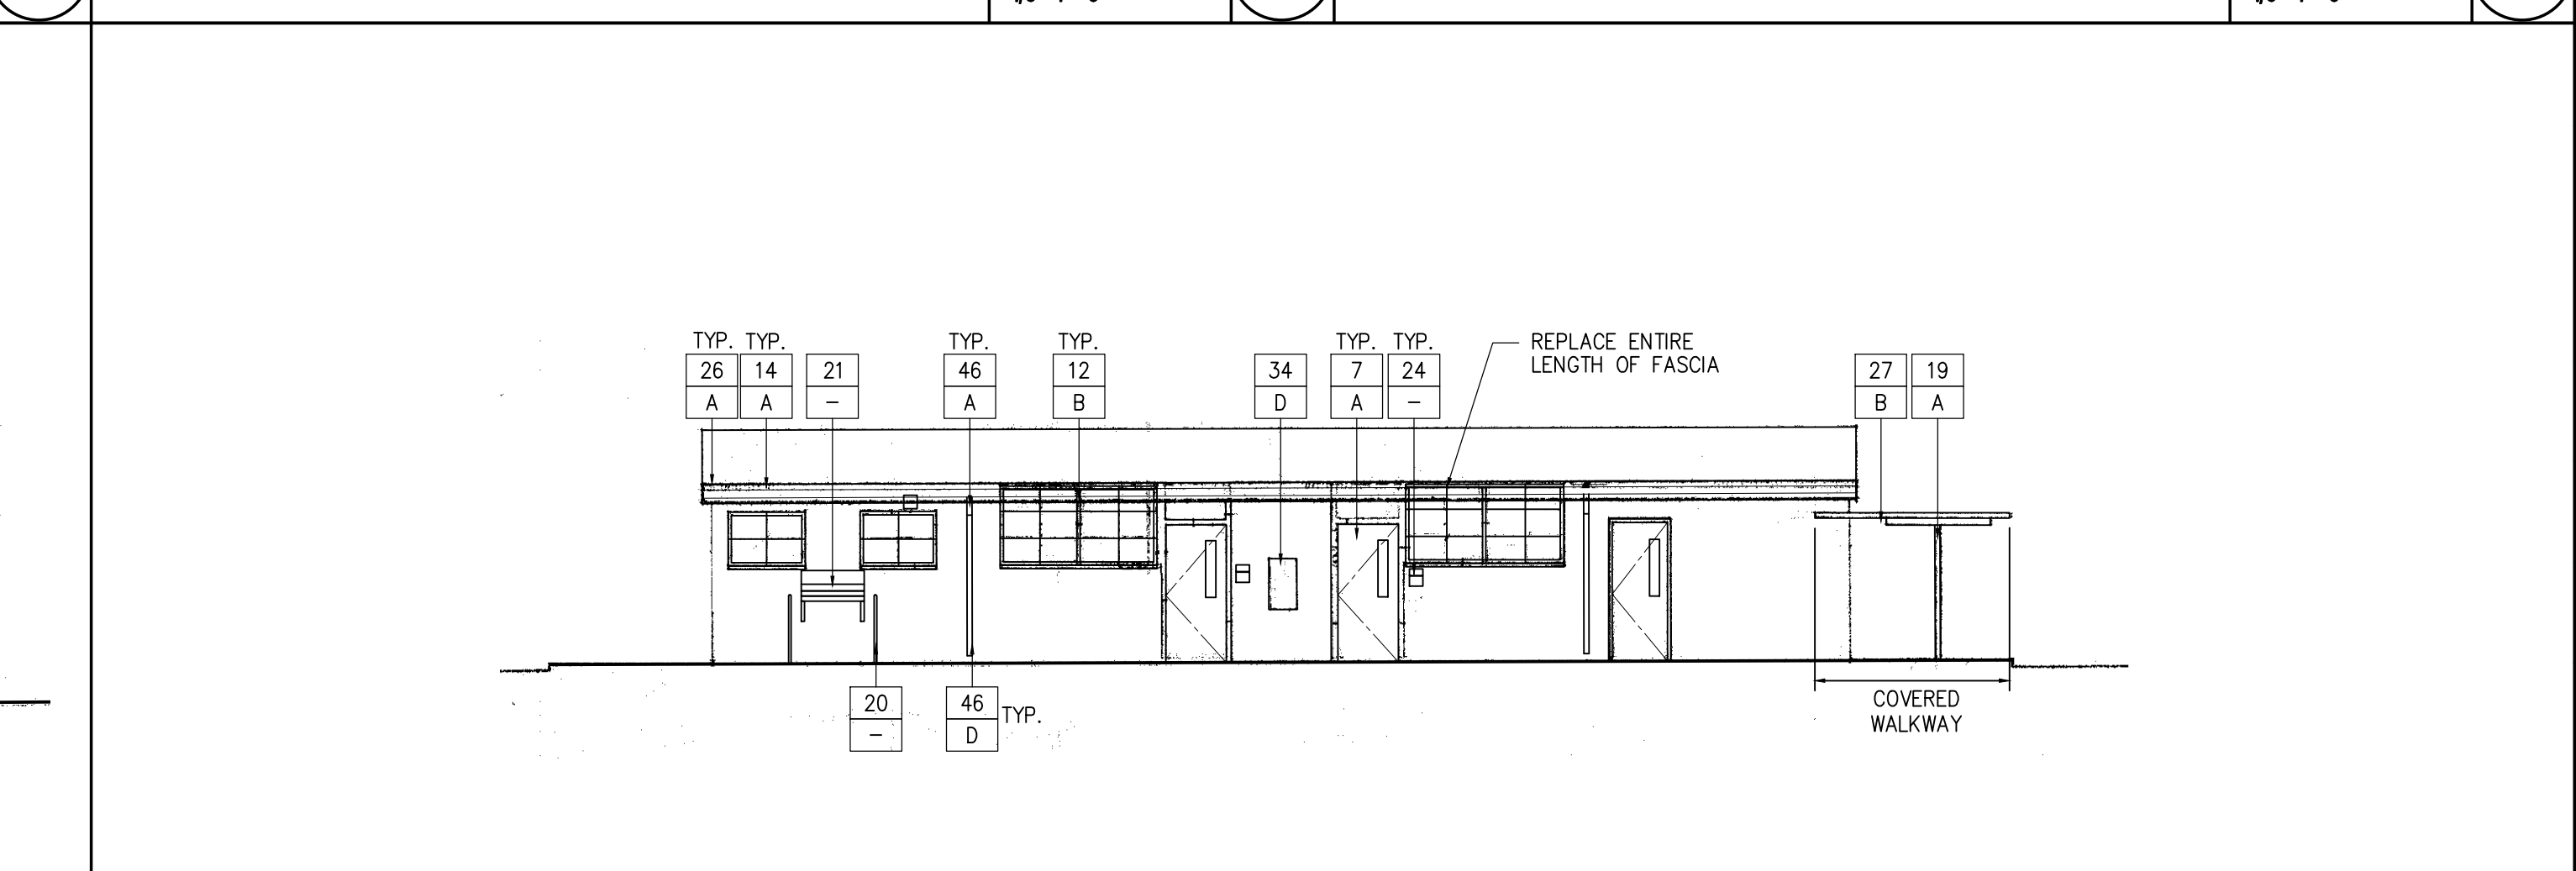 TYP. TYP. TYP. TYP. TYP. TYP. REPLACE ENTIRE
LENGTH OF FASCIA
26 14 21 46 12 34 7 24 27 19
A A – A B D A – B A
20 46 TYP.
– D
COVERED
WALKWAY